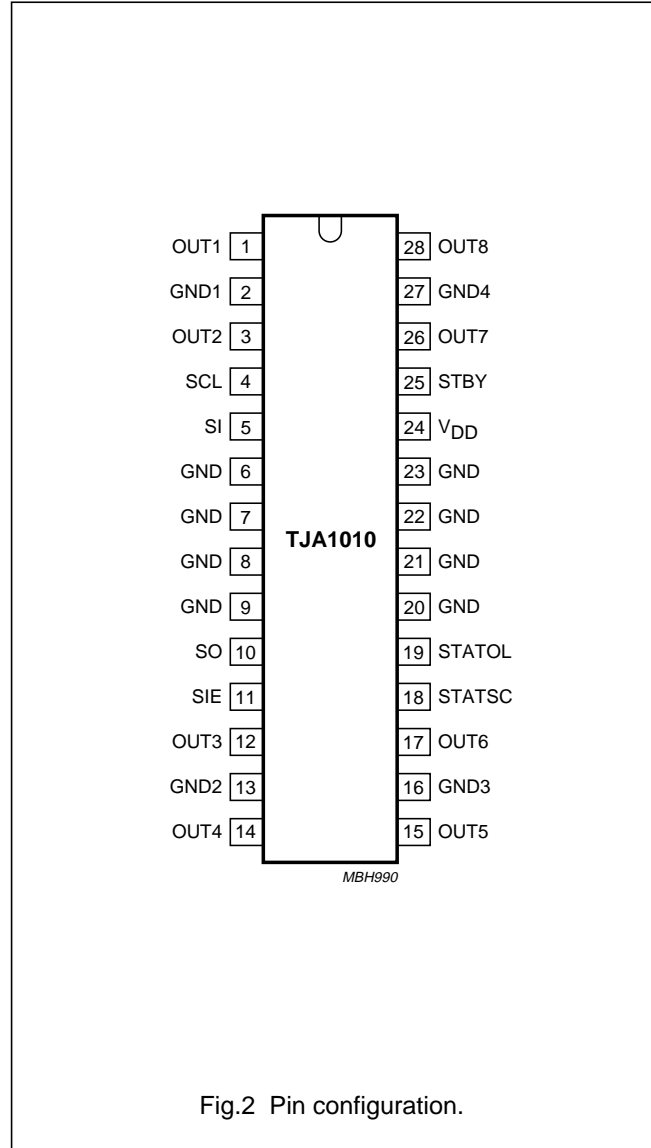 OUT1 1 28 OUT8
GND1 2 27 GND4
OUT2 3 26 OUT7
SCL 4 25 STBY
SI 5 24 VDD
GND 6 23 GND
GND 7 22 GND
TJA1010
GND 8 21 GND
GND 9 20 GND
SO 10 19 STATOL
SIE 11 18 STATSC
OUT3 12 17 OUT6
GND2 13 16 GND3
OUT4 14 15 OUT5
MBH990
Fig.2 Pin configuration.